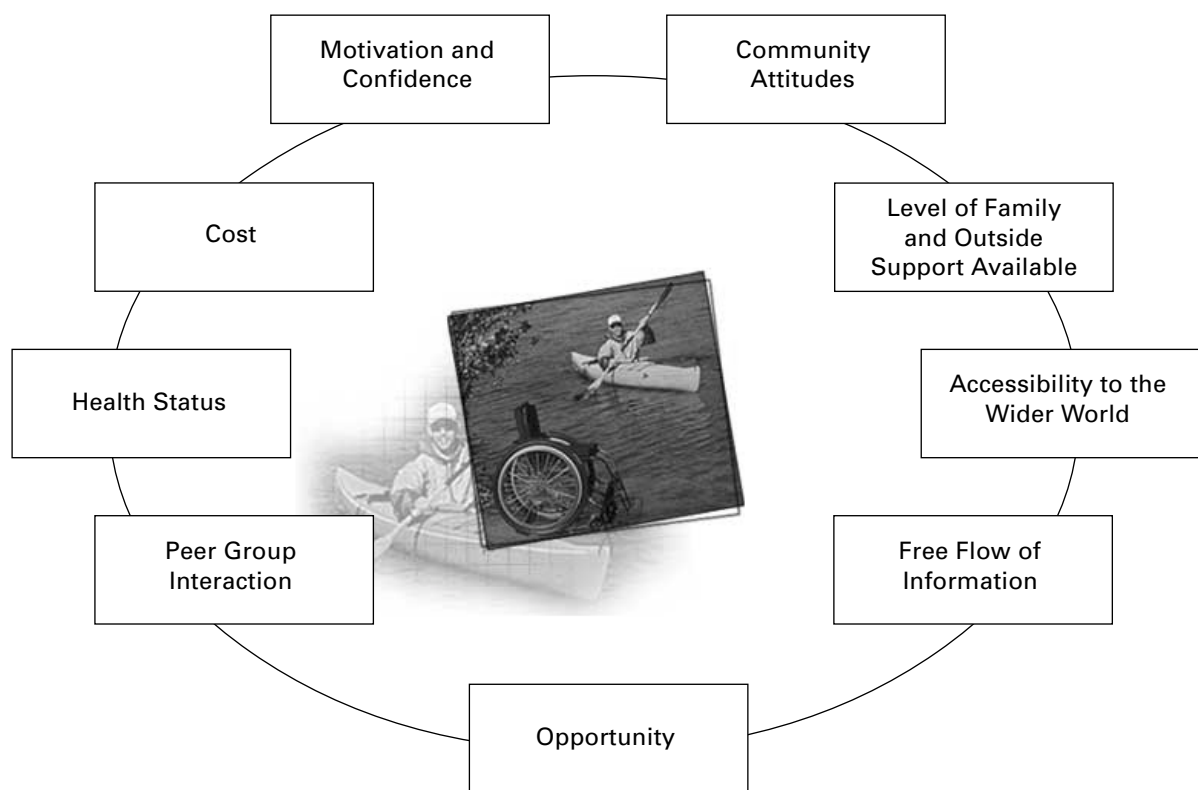 Motivation and
Confidence
Community
Attitudes
Cost
Level of Family
and Outside
Support Available
Health Status
Accessibility to the
Wider World
Peer Group
Interaction
Free Flow of
Information
Opportunity